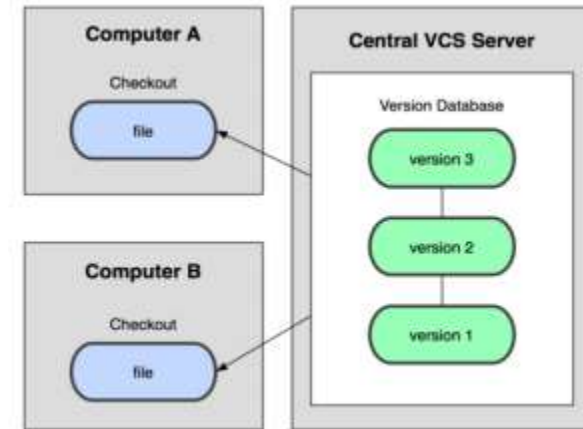 Computer A
Checkout
file
Computer B
Checkout
file
Central VCS Server
Version Database
version 3
version 2
version 1